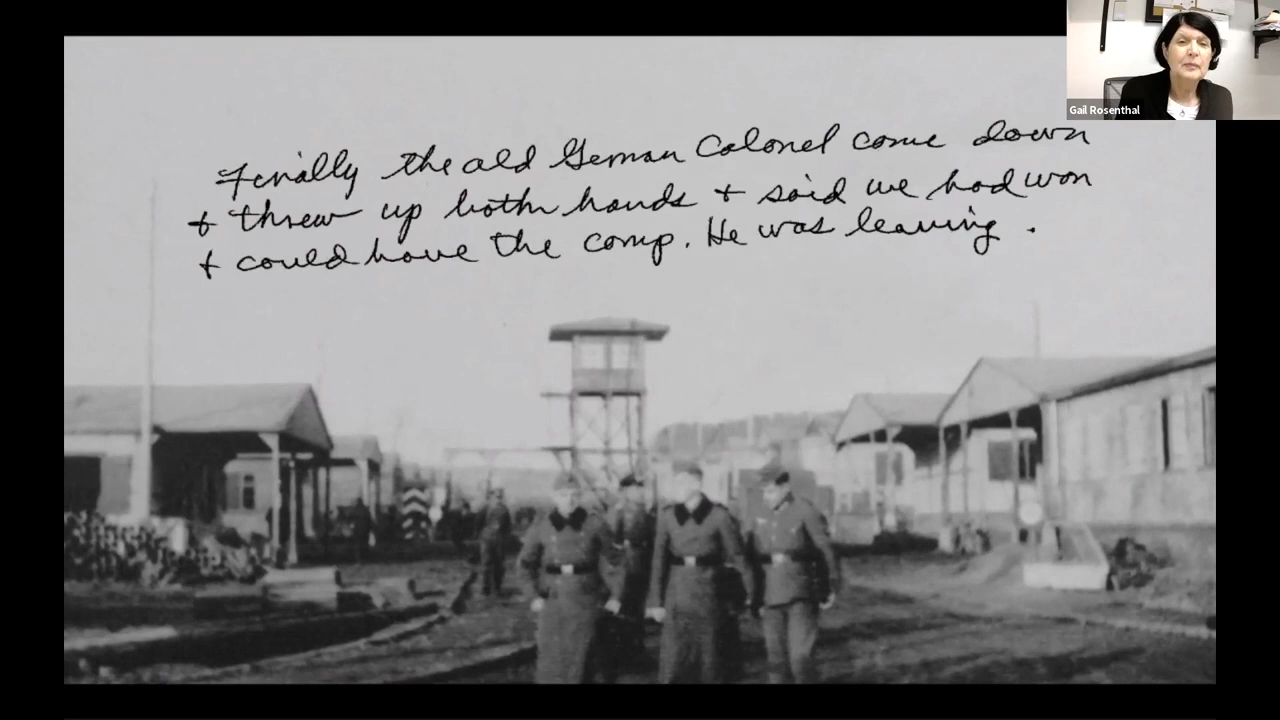 Finally the old German Colonel come down
+ threw up both hands + said we had won
+ could have the camp. He was leaving.
Gail Rosenthal